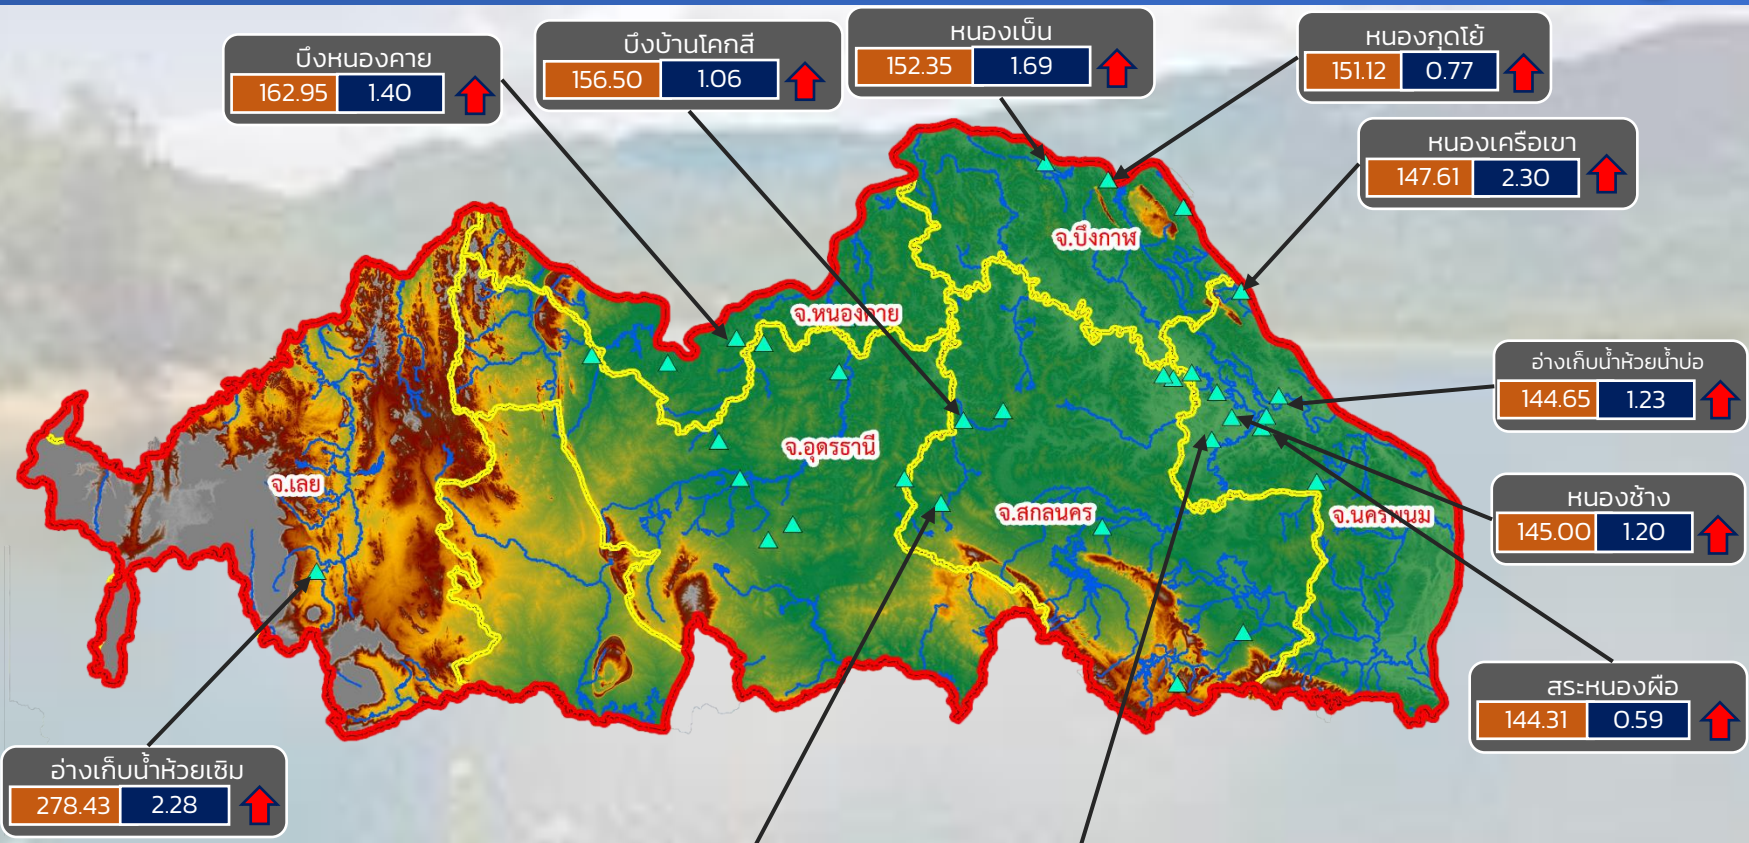 บึงหนองคาย
162.95 1.40
บึงบ้านโคกสี
156.50 1.06
หนองเบ็น
152.35 1.69
หนองกุดโย้
151.12 0.77
หนองเครือเขา
147.61 2.30
จ.บึงกาฬ
จ.หนองคาย
อ่างเก็บน้ำห้วยน้ำบ่อ
144.65 1.23
จ.อุดรธานี
จ.เลย
จ.สกลนคร
จ.นครพนม
หนองช้าง
145.00 1.20
สระหนองผือ
144.31 0.59
อ่างเก็บน้ำห้วยเซิม
278.43 2.28